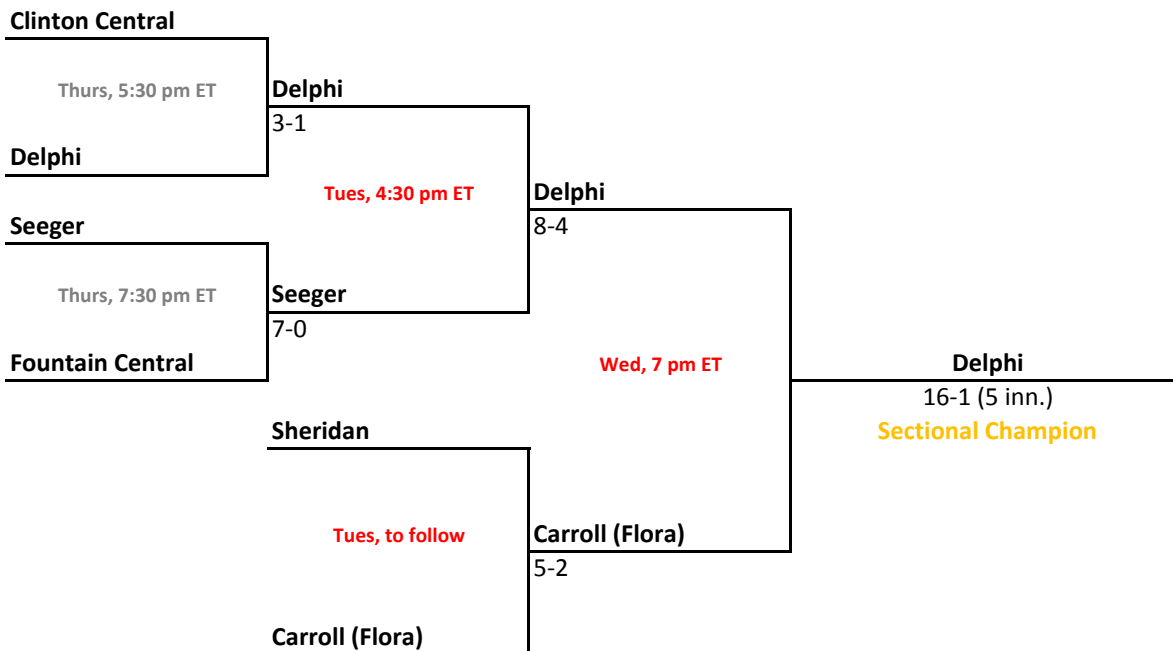 Clinton Central
Thurs, 5:30 pm ET
Delphi
3-1
Delphi
Tues, 4:30 pm ET
Delphi
8-4
Seeger
Thurs, 7:30 pm ET
Seeger
7-0
Fountain Central
Wed, 7 pm ET
Delphi
16-1 (5 inn.)
Sectional Champion
Sheridan
Tues, to follow
Carroll (Flora)
5-2
Carroll (Flora)